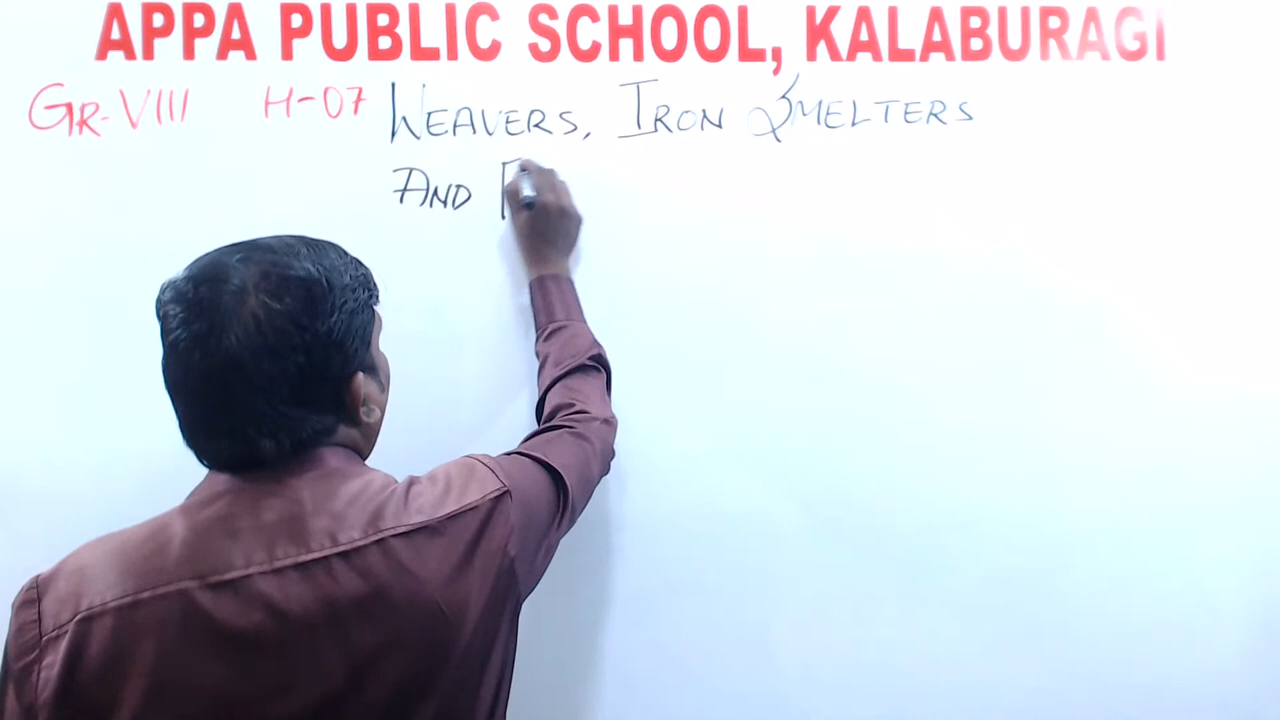 APPA PUBLIC SCHOOL, KALABURAGI
GR-VIII H-07 WEAVERS, IRON SMELTERS
AND